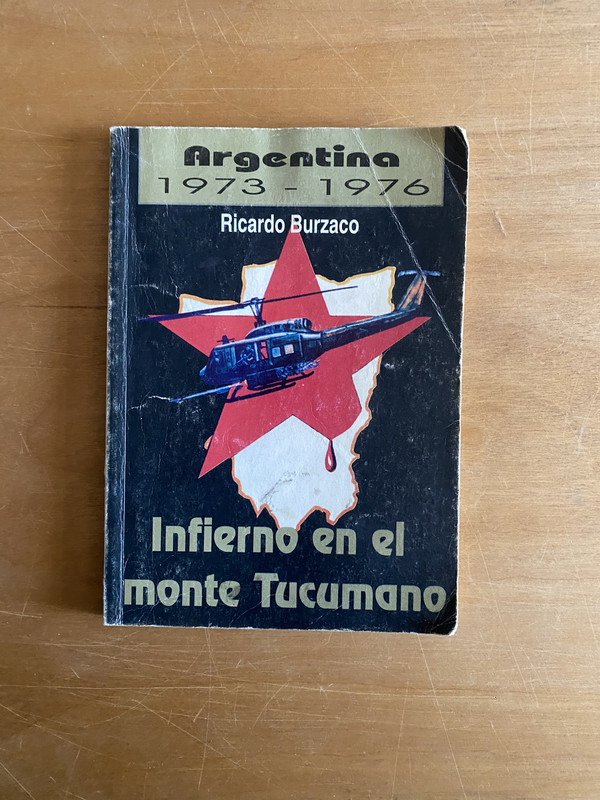 Argentina
1973 - 1976
Ricardo Burzaco
Infierno en el
monte Tucumano